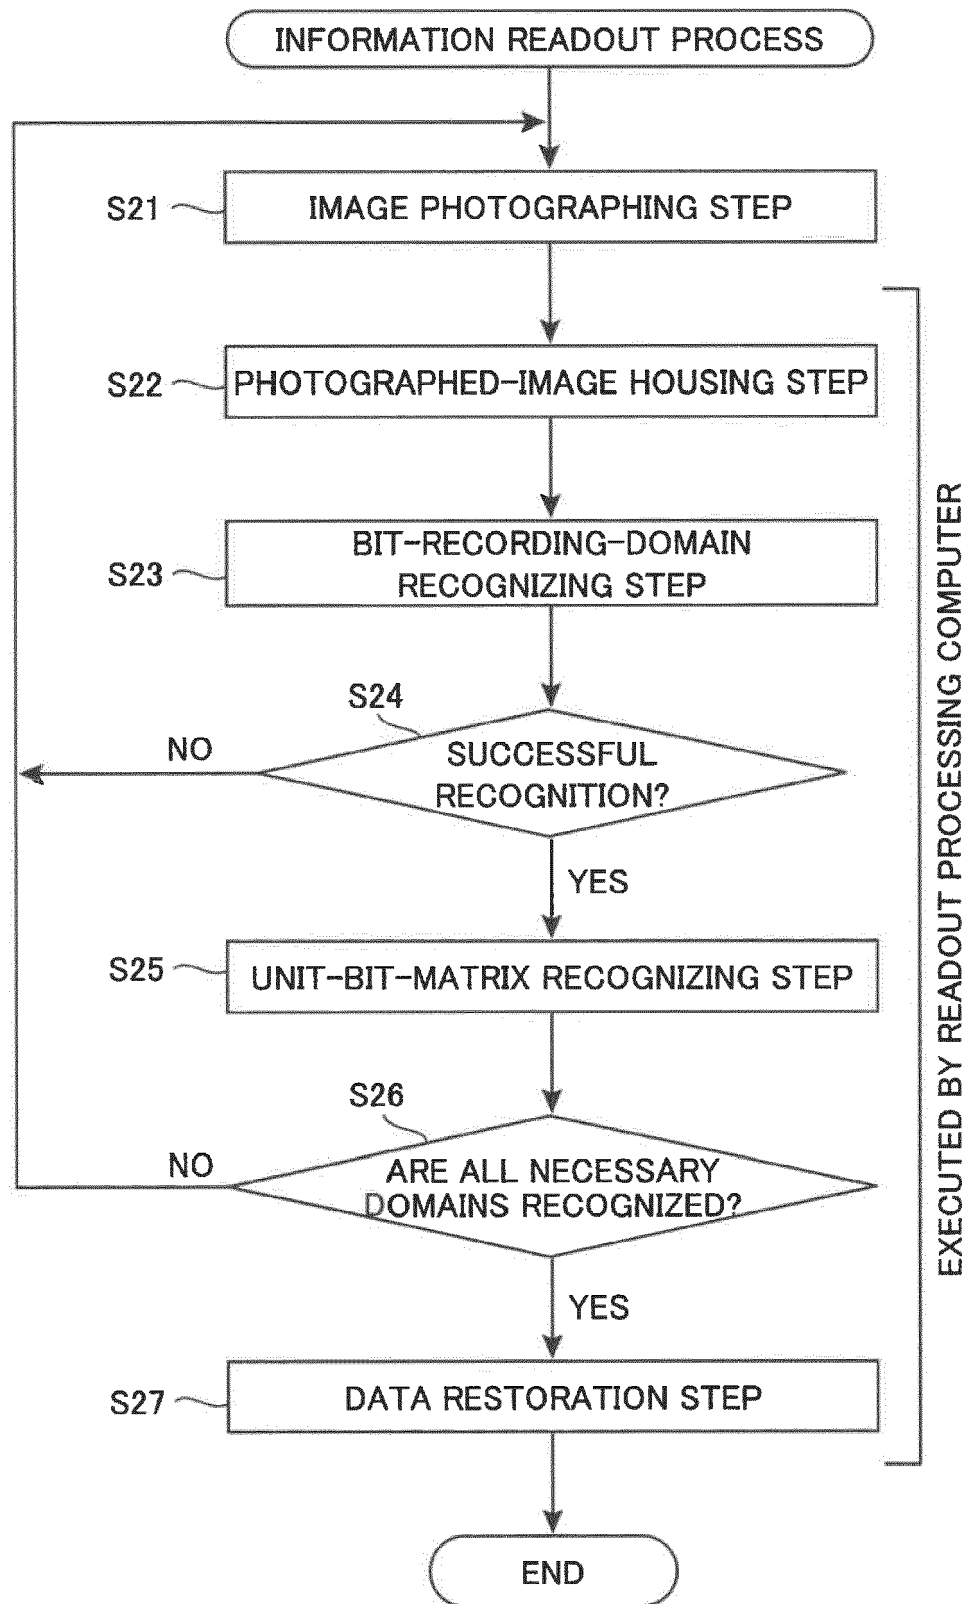 INFORMATION READOUT PROCESS
S21
IMAGE PHOTOGRAPHING STEP
S22
PHOTOGRAPHED-IMAGE HOUSING STEP
S23
BIT-RECORDING-DOMAIN
RECOGNIZING STEP
S24
NO
SUCCESSFUL
RECOGNITION?
YES
S25
UNIT-BIT-MATRIX RECOGNIZING STEP
S26
NO
ARE ALL NECESSARY
DOMAINS RECOGNIZED?
YES
S27
DATA RESTORATION STEP
END
EXECUTED BY READOUT PROCESSING COMPUTER